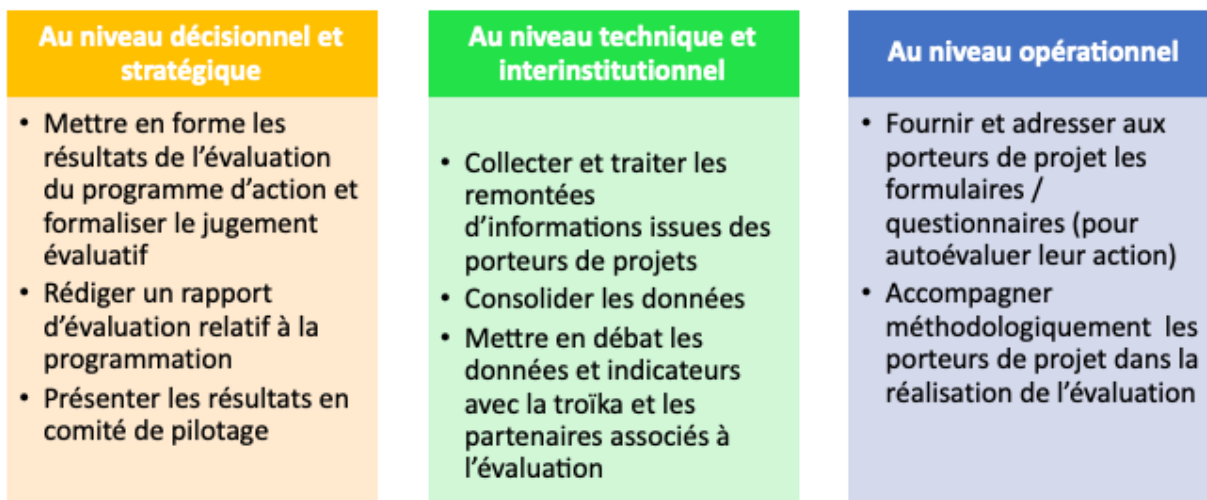 Au niveau décisionnel et
stratégique
• Mettre en forme les
résultats de l’évaluation
du programme d’action et
formaliser le jugement
évaluatif
• Rédiger un rapport
d’évaluation relatif à la
programmation
• Présenter les résultats en
comité de pilotage
Au niveau technique et
interinstitutionnel
• Collecter et traiter les
remontées
d’informations issues des
porteurs de projets
• Consolider les données
• Mettre en débat les
données et indicateurs
avec la troïka et les
partenaires associés à
l’évaluation
Au niveau opérationnel
• Fournir et adresser aux
porteurs de projet les
formulaires /
questionnaires (pour
autoévaluer leur action)
• Accompagner
méthodologiquement les
porteurs de projet dans la
réalisation de l’évaluation